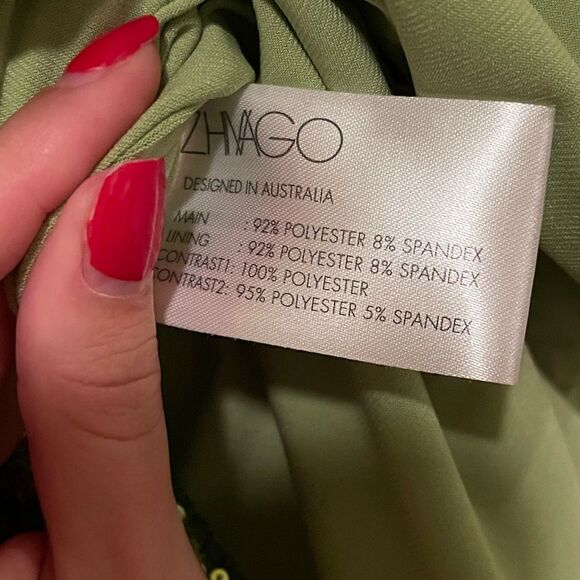 ZHIVAGO
DESIGNED IN AUSTRALIA
MAIN : 92% POLYESTER 8% SPANDEX
LINING : 92% POLYESTER 8% SPANDEX
CONTRAST1: 100% POLYESTER
CONTRAST2: 95% POLYESTER 5% SPANDEX